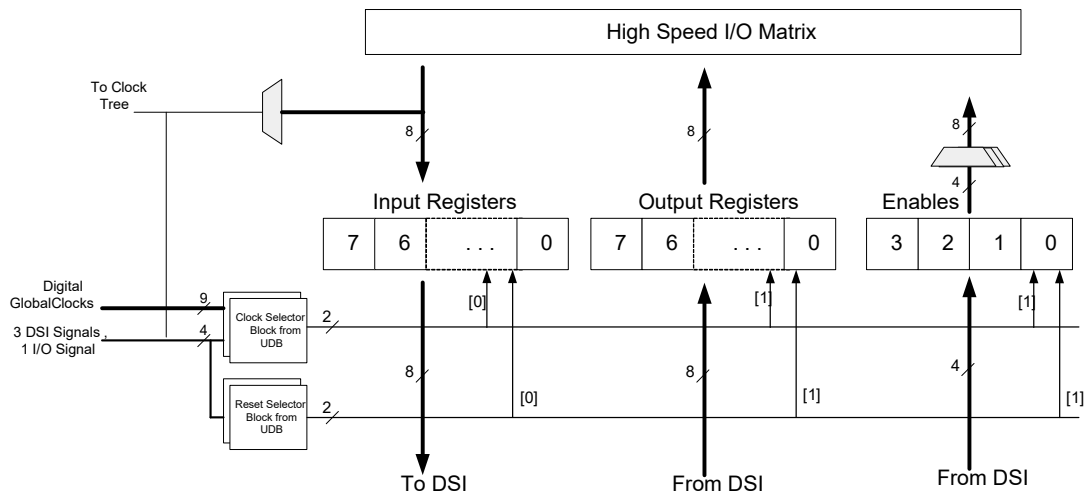 High Speed I/O Matrix
To Clock
Tree
8
8
8
4
Input Registers
Output Registers
Enables
7 6 . . . 0
7 6 . . . 0
3 2 1 0
Digital
GlobalClocks
9
[0]
[1]
[1]
3 DSI Signals ,
1 I/O Signal
4
Clock Selector
Block from
UDB
2
8
8
4
Reset Selector
Block from
UDB
2
[0]
[1]
[1]
To DSI
From DSI
From DSI